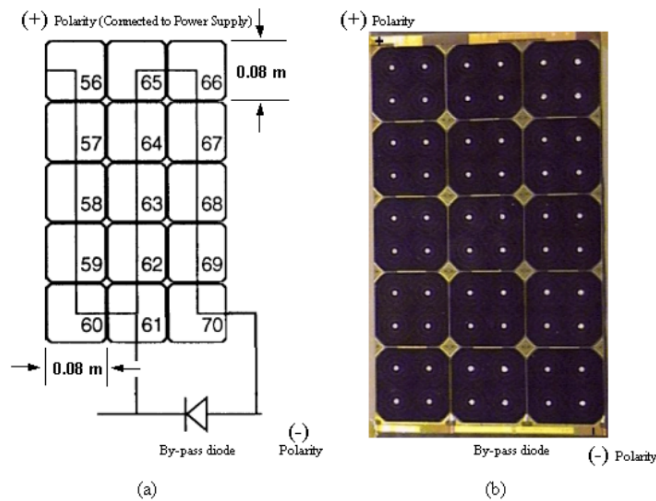 (+) Polarity (Connected to Power Supply)
(+) Polarity
56 65 66
0.08 m
57 64 67
58 63 68
59 62 69
60 61 70
0.08 m
(-)
By-pass diode Polarity
By-pass diode (-) Polarity
(a) (b)